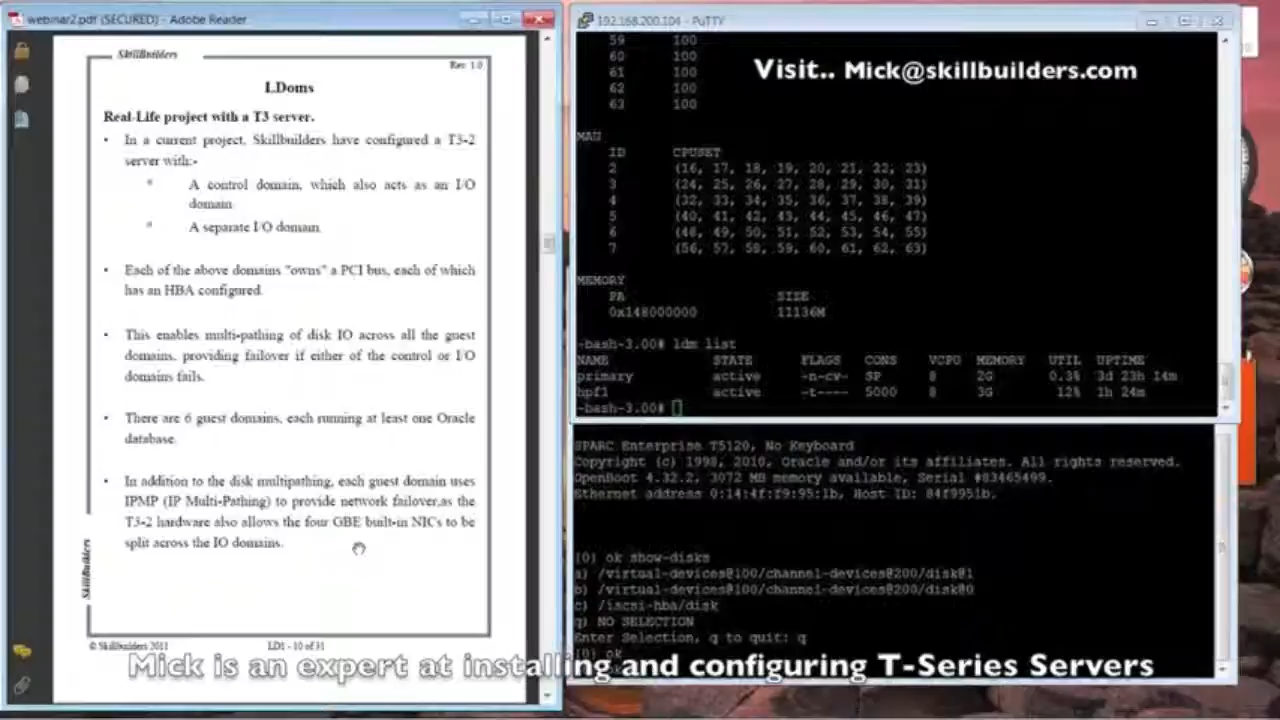 webinar2.pdf (SECURED) - Adobe Reader
SkillBuilders
Rev 1.0
LDoms
Real-Life project with a T3 server.
• In a current project, Skillbuilders have configured a T3-2
server with:-
* A control domain, which also acts as an I/O
domain.
* A separate I/O domain.
• Each of the above domains "owns" a PCI bus, each of which
has an HBA configured.
• This enables multi-pathing of disk IO across all the guest
domains, providing failover if either of the control or I/O
domains fails.
• There are 6 guest domains, each running at least one Oracle
database.
• In addition to the disk multipathing, each guest domain uses
IPMP (IP Multi-Pathing) to provide network failover,as the
T3-2 hardware also allows the four GBE built-in NICs to be
split across the IO domains.
SkillBuilders
© Skillbuilders 2011
LD1 - 10 of 31
192.168.200.104 - PuTTY
59 100
60 100
61 100
62 100
63 100
Visit.. Mick@skillbuilders.com
MAU
ID CPUSET
2 (16, 17, 18, 19, 20, 21, 22, 23)
3 (24, 25, 26, 27, 28, 29, 30, 31)
4 (32, 33, 34, 35, 36, 37, 38, 39)
5 (40, 41, 42, 43, 44, 45, 46, 47)
6 (48, 49, 50, 51, 52, 53, 54, 55)
7 (56, 57, 58, 59, 60, 61, 62, 63)
MEMORY
PA SIZE
0x148000000 11136M
-bash-3.00# ldm list
NAME STATE FLAGS CONS VCPU MEMORY UTIL UPTIME
primary active -n-cv- SP 8 2G 0.3% 3d 23h 14m
hpf1 active -t---- 5000 8 3G 12% 1h 24m
-bash-3.00#
SPARC Enterprise T5120, No Keyboard
Copyright (c) 1998, 2010, Oracle and/or its affiliates. All rights reserved.
OpenBoot 4.32.2, 3072 MB memory available, Serial #83465499.
Ethernet address 0:14:4f:f9:95:1b, Host ID: 84f9951b.
{0} ok show-disks
a) /virtual-devices@100/channel-devices@200/disk@1
b) /virtual-devices@100/channel-devices@200/disk@0
c) /iscsi-hba/disk
q) NO SELECTION
Enter Selection, q to quit: q
{0} ok
Mick is an expert at installing and configuring T-Series Servers